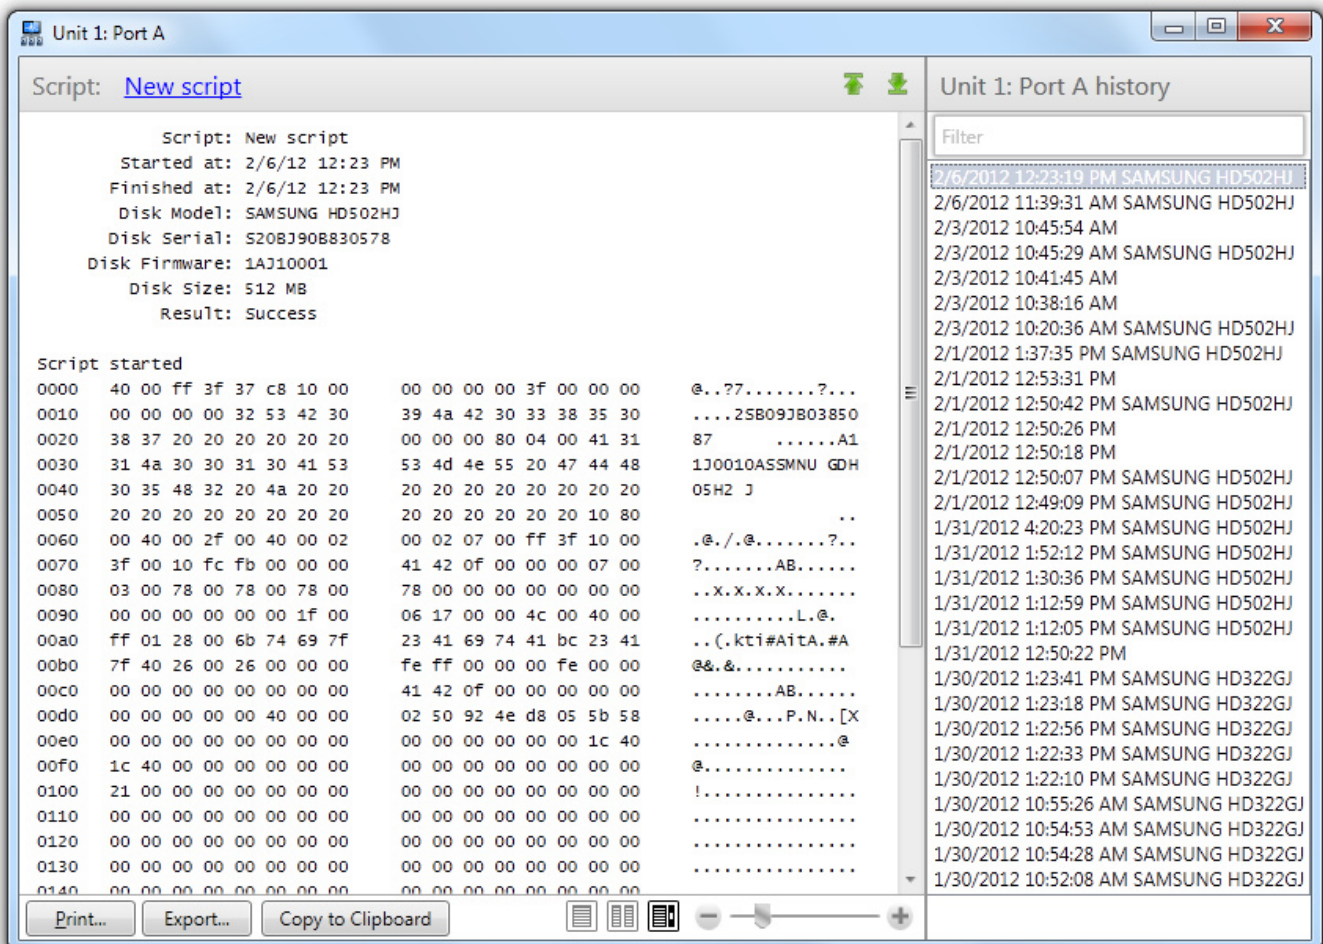 Unit 1: Port A
Script: New script
Script: New script
Started at: 2/6/12 12:23 PM
Finished at: 2/6/12 12:23 PM
Disk Model: SAMSUNG HD502HJ
Disk Serial: S20BJ90B830578
Disk Firmware: 1AJ10001
Disk Size: 512 MB
Result: Success
Script started
0000 40 00 ff 3f 37 c8 10 00 00 00 00 00 3f 00 00 00 @..?7.......?...
0010 00 00 00 00 32 53 42 30 39 4a 42 30 33 38 35 30 ....2SB09JB03850
0020 38 37 20 20 20 20 20 20 00 00 00 80 04 00 41 31 87 ......A1
0030 31 4a 30 30 31 30 41 53 53 4d 4e 55 20 47 44 48 1J0010ASSMNU GDH
0040 30 35 48 32 20 4a 20 20 20 20 20 20 20 20 20 20 05H2 J
0050 20 20 20 20 20 20 20 20 20 20 20 20 20 20 10 80 ..
0060 00 40 00 2f 00 40 00 02 00 02 07 00 ff 3f 10 00 .@./.@.......?..
0070 3f 00 10 fc fb 00 00 00 41 42 0f 00 00 00 07 00 ?.......AB......
0080 03 00 78 00 78 00 78 00 78 00 00 00 00 00 00 00 ..x.x.x.x.......
0090 00 00 00 00 00 00 1f 00 06 17 00 00 4c 00 40 00 ..........L.@.
00a0 ff 01 28 00 6b 74 69 7f 23 41 69 74 41 bc 23 41 ..(.kti#AitA.#A
00b0 7f 40 26 00 26 00 00 00 fe ff 00 00 00 fe 00 00 @&.&...........
00c0 00 00 00 00 00 00 00 00 41 42 0f 00 00 00 00 00 ........AB......
00d0 00 00 00 00 00 40 00 00 02 50 92 4e d8 05 5b 58 .....@...P.N..[X
00e0 00 00 00 00 00 00 00 00 00 00 00 00 00 00 1c 40 ..............@
00f0 1c 40 00 00 00 00 00 00 00 00 00 00 00 00 00 00 @..............
0100 21 00 00 00 00 00 00 00 00 00 00 00 00 00 00 00 !...............
0110 00 00 00 00 00 00 00 00 00 00 00 00 00 00 00 00 ................
0120 00 00 00 00 00 00 00 00 00 00 00 00 00 00 00 00 ................
0130 00 00 00 00 00 00 00 00 00 00 00 00 00 00 00 00 ................
0140 00 00 00 00 00 00 00 00 00 00 00 00 00 00 00 00
Print...
Export...
Copy to Clipboard
Unit 1: Port A history
Filter
2/6/2012 12:23:19 PM SAMSUNG HD502HJ
2/6/2012 11:39:31 AM SAMSUNG HD502HJ
2/3/2012 10:45:54 AM
2/3/2012 10:45:29 AM SAMSUNG HD502HJ
2/3/2012 10:41:45 AM
2/3/2012 10:38:16 AM
2/3/2012 10:20:36 AM SAMSUNG HD502HJ
2/1/2012 1:37:35 PM SAMSUNG HD502HJ
2/1/2012 12:53:31 PM
2/1/2012 12:50:42 PM SAMSUNG HD502HJ
2/1/2012 12:50:26 PM
2/1/2012 12:50:18 PM
2/1/2012 12:50:07 PM SAMSUNG HD502HJ
2/1/2012 12:49:09 PM SAMSUNG HD502HJ
1/31/2012 4:20:23 PM SAMSUNG HD502HJ
1/31/2012 1:52:12 PM SAMSUNG HD502HJ
1/31/2012 1:30:36 PM SAMSUNG HD502HJ
1/31/2012 1:12:59 PM SAMSUNG HD502HJ
1/31/2012 1:12:05 PM SAMSUNG HD502HJ
1/31/2012 12:50:22 PM
1/30/2012 1:23:41 PM SAMSUNG HD322GJ
1/30/2012 1:23:18 PM SAMSUNG HD322GJ
1/30/2012 1:22:56 PM SAMSUNG HD322GJ
1/30/2012 1:22:33 PM SAMSUNG HD322GJ
1/30/2012 1:22:10 PM SAMSUNG HD322GJ
1/30/2012 10:55:26 AM SAMSUNG HD322GJ
1/30/2012 10:54:53 AM SAMSUNG HD322GJ
1/30/2012 10:54:28 AM SAMSUNG HD322GJ
1/30/2012 10:52:08 AM SAMSUNG HD322GJ